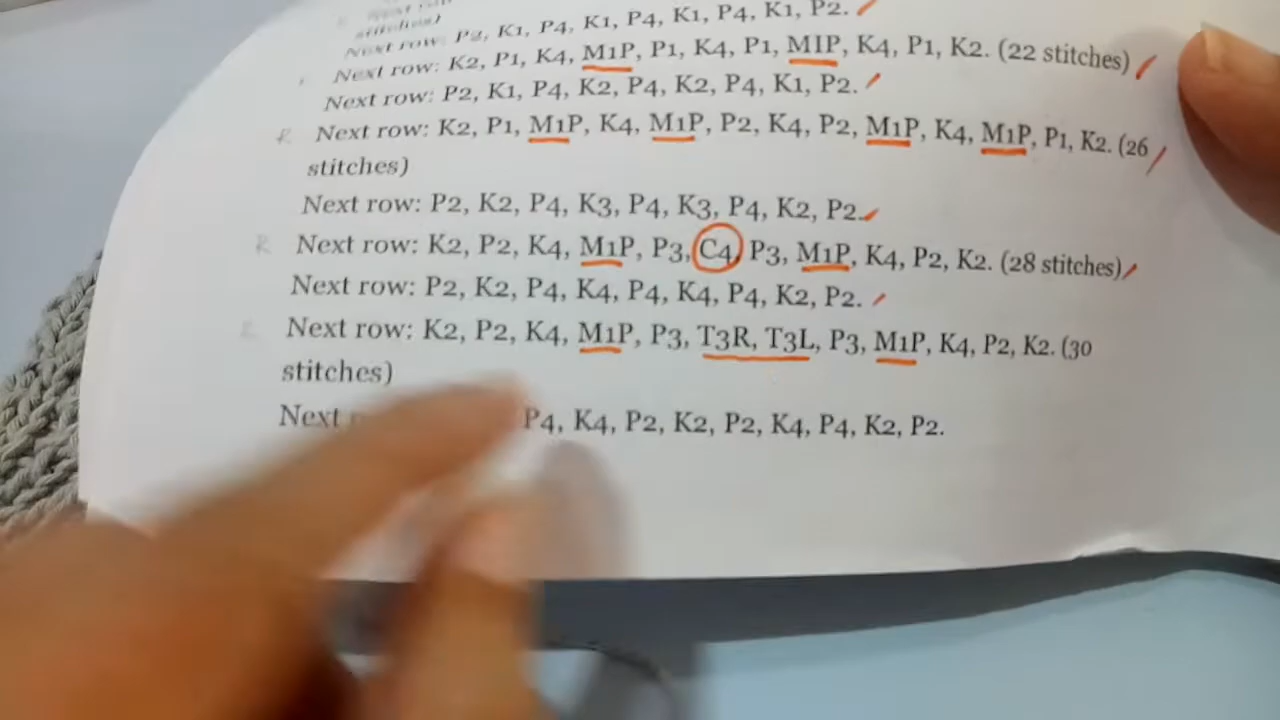 stitches)
Next row: P2, K1, P4, K1, P4, K1, P4, K1, P2.
Next row: K2, P1, K4, M1P, P1, K4, P1, MIP, K4, P1, K2. (22 stitches)
Next row: P2, K1, P4, K2, P4, K2, P4, K1, P2.
R Next row: K2, P1, M1P, K4, M1P, P2, K4, P2, M1P, K4, M1P, P1, K2. (26
stitches)
Next row: P2, K2, P4, K3, P4, K3, P4, K2, P2.
R Next row: K2, P2, K4, M1P, P3, C4, P3, M1P, K4, P2, K2. (28 stitches)
Next row: P2, K2, P4, K4, P4, K4, P4, K2, P2.
Next row: K2, P2, K4, M1P, P3, T3R, T3L, P3, M1P, K4, P2, K2. (30
stitches)
Next P4, K4, P2, K2, P2, K4, P4, K2, P2.